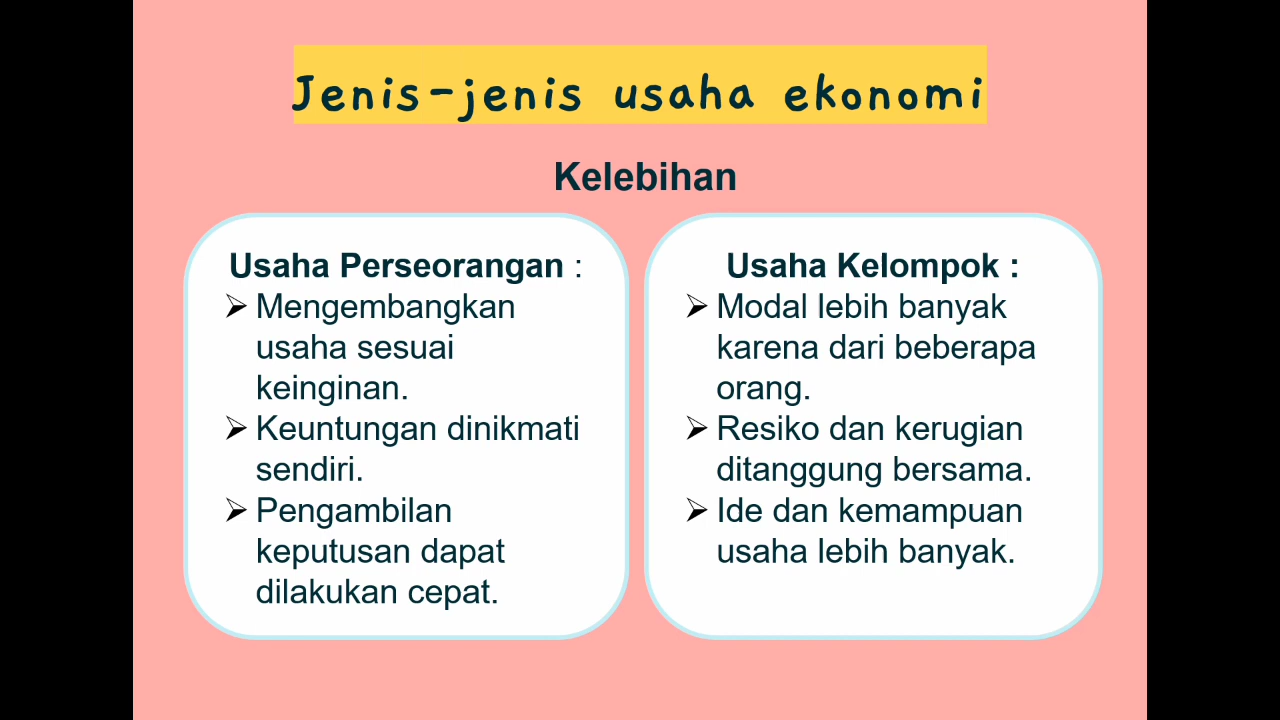 Jenis-jenis usaha ekonomi
Kelebihan
Usaha Perseorangan :
➢ Mengembangkan
usaha sesuai
keinginan.
➢ Keuntungan dinikmati
sendiri.
➢ Pengambilan
keputusan dapat
dilakukan cepat.
Usaha Kelompok :
➢ Modal lebih banyak
karena dari beberapa
orang.
➢ Resiko dan kerugian
ditanggung bersama.
➢ Ide dan kemampuan
usaha lebih banyak.